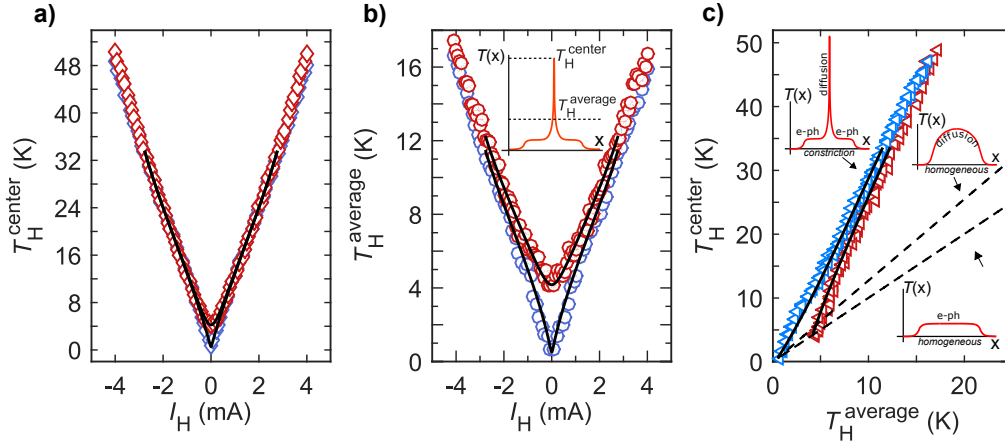 a)
48
40
32
24
16
8
0
T_H^center (K)
-4 -2 0 2 4
I_H (mA)
b)
16
12
8
4
0
T_H^average (K)
T(x)
T_H^center
T_H^average
x
-4 -2 0 2 4
I_H (mA)
c)
50
40
30
20
10
0
T_H^center (K)
T(x)
diffusion
e-ph e-ph
x
constriction
T(x)
diffusion
x
homogeneous
T(x)
e-ph
x
homogeneous
0 10 20
T_H^average (K)